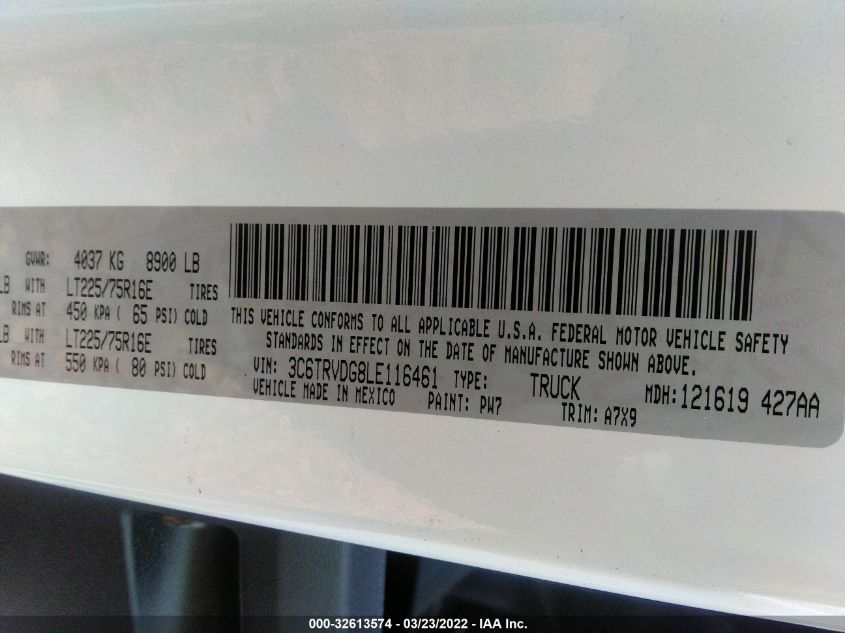 GVWR: 4037 KG 8900 LB
LB WITH LT225/75R16E TIRES
RIMS AT 450 KPA ( 65 PSI) COLD
LB WITH LT225/75R16E TIRES
RIMS AT 550 KPA ( 80 PSI) COLD
THIS VEHICLE CONFORMS TO ALL APPLICABLE U.S.A. FEDERAL MOTOR VEHICLE SAFETY
STANDARDS IN EFFECT ON THE DATE OF MANUFACTURE SHOWN ABOVE.
VIN: 3C6TRVDG8LE116461 TYPE: TRUCK MDH: 121619 427AA
VEHICLE MADE IN MEXICO PAINT: PW7 TRIM: A7X9
000-32613574 - 03/23/2022 - IAA Inc.